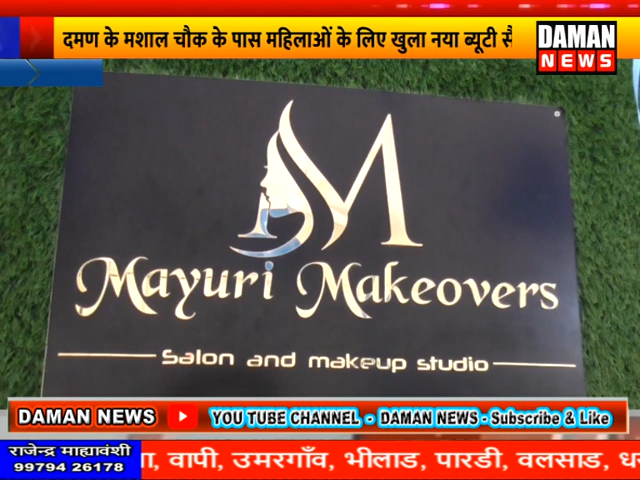 दमण के मशाल चौक के पास महिलाओं के लिए खुला नया ब्यूटी
DAMAN
NEWS
M
Mayuri Makeovers
Salon and makeup studio
DAMAN NEWS YOU TUBE CHANNEL - DAMAN NEWS - Subscribe & Like
राजेन्द्र माह्यावंशी
99794 26178
वापी, उमरगाँव, भीलाड, पारडी, वलसाड,